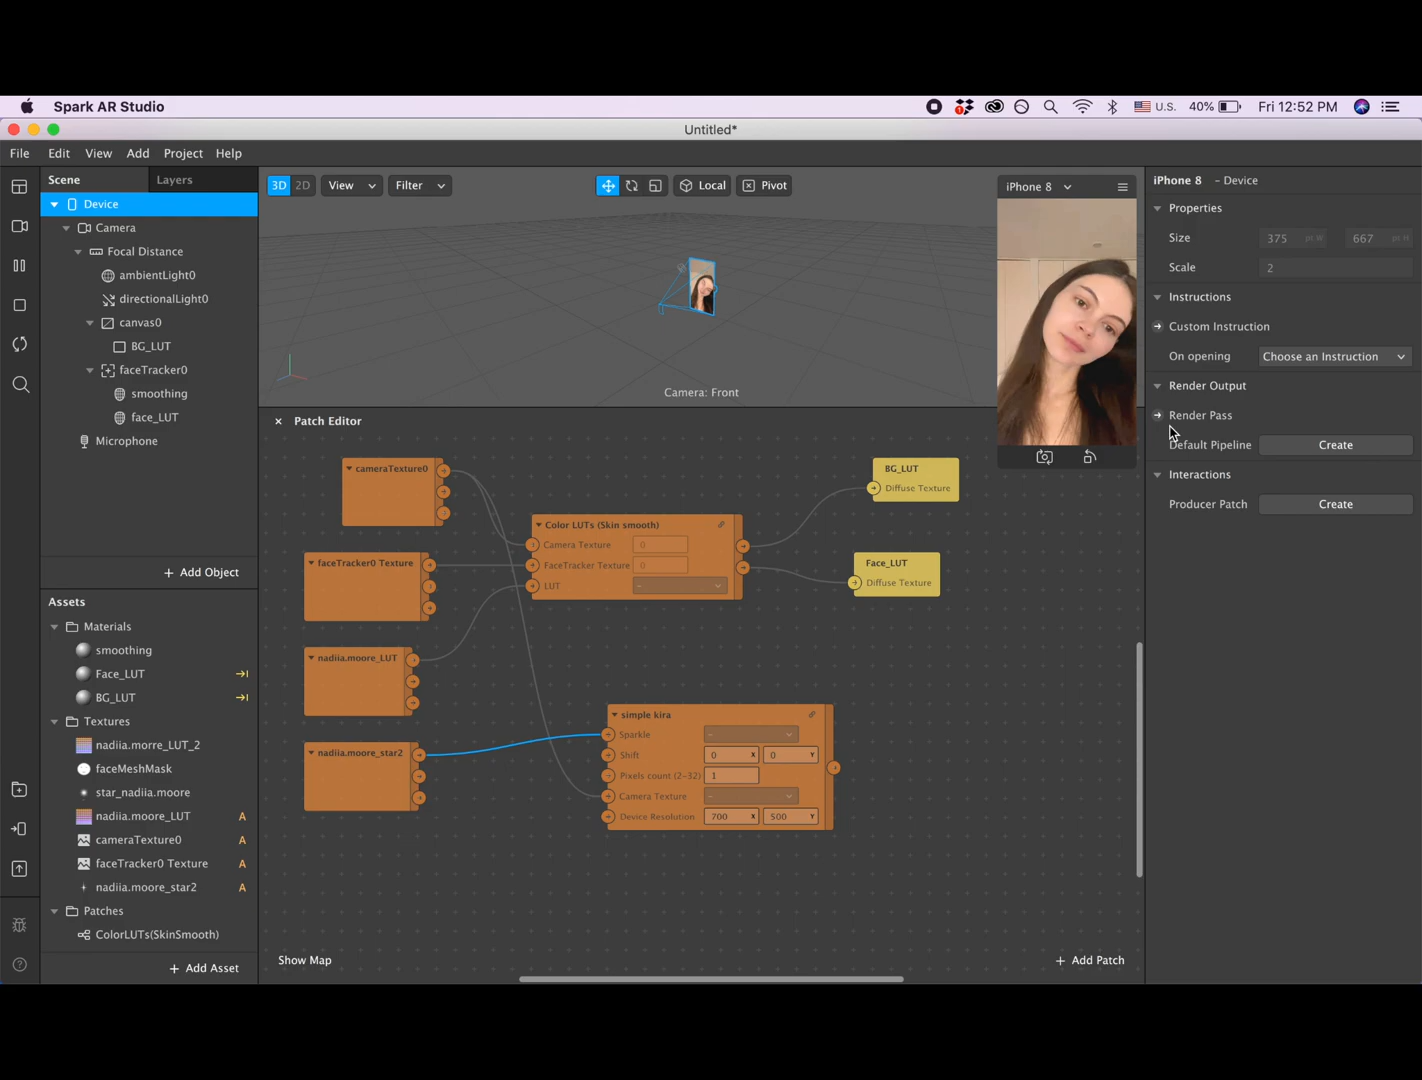 Spark AR Studio
U.S. 40% Fri 12:52 PM
Untitled*
File Edit View Add Project Help
Scene Layers
Device
Camera
Focal Distance
ambientLight0
directionalLight0
canvas0
BG_LUT
faceTracker0
smoothing
face_LUT
Microphone
+ Add Object
Assets
Materials
smoothing
Face_LUT
BG_LUT
Textures
nadiia.morre_LUT_2
faceMeshMask
star_nadiia.moore
nadiia.moore_LUT A
cameraTexture0 A
faceTracker0 Texture A
nadiia.moore_star2 A
Patches
ColorLUTs(SkinSmooth)
+ Add Asset
3D 2D View Filter Local Pivot
iPhone 8
Camera: Front
Patch Editor
cameraTexture0
faceTracker0 Texture
nadiia.moore_LUT
nadiia.moore_star2
Color LUTs (Skin smooth)
Camera Texture 0
FaceTracker Texture 0
LUT -
BG_LUT
Diffuse Texture
Face_LUT
Diffuse Texture
simple kira
Sparkle -
Shift 0 X 0 Y
Pixels count (2-32) 1
Camera Texture -
Device Resolution 700 X 500 Y
Show Map
+ Add Patch
iPhone 8 - Device
Properties
Size 375 pt W 667 pt H
Scale 2
Instructions
Custom Instruction
On opening Choose an Instruction
Render Output
Render Pass
Default Pipeline Create
Interactions
Producer Patch Create